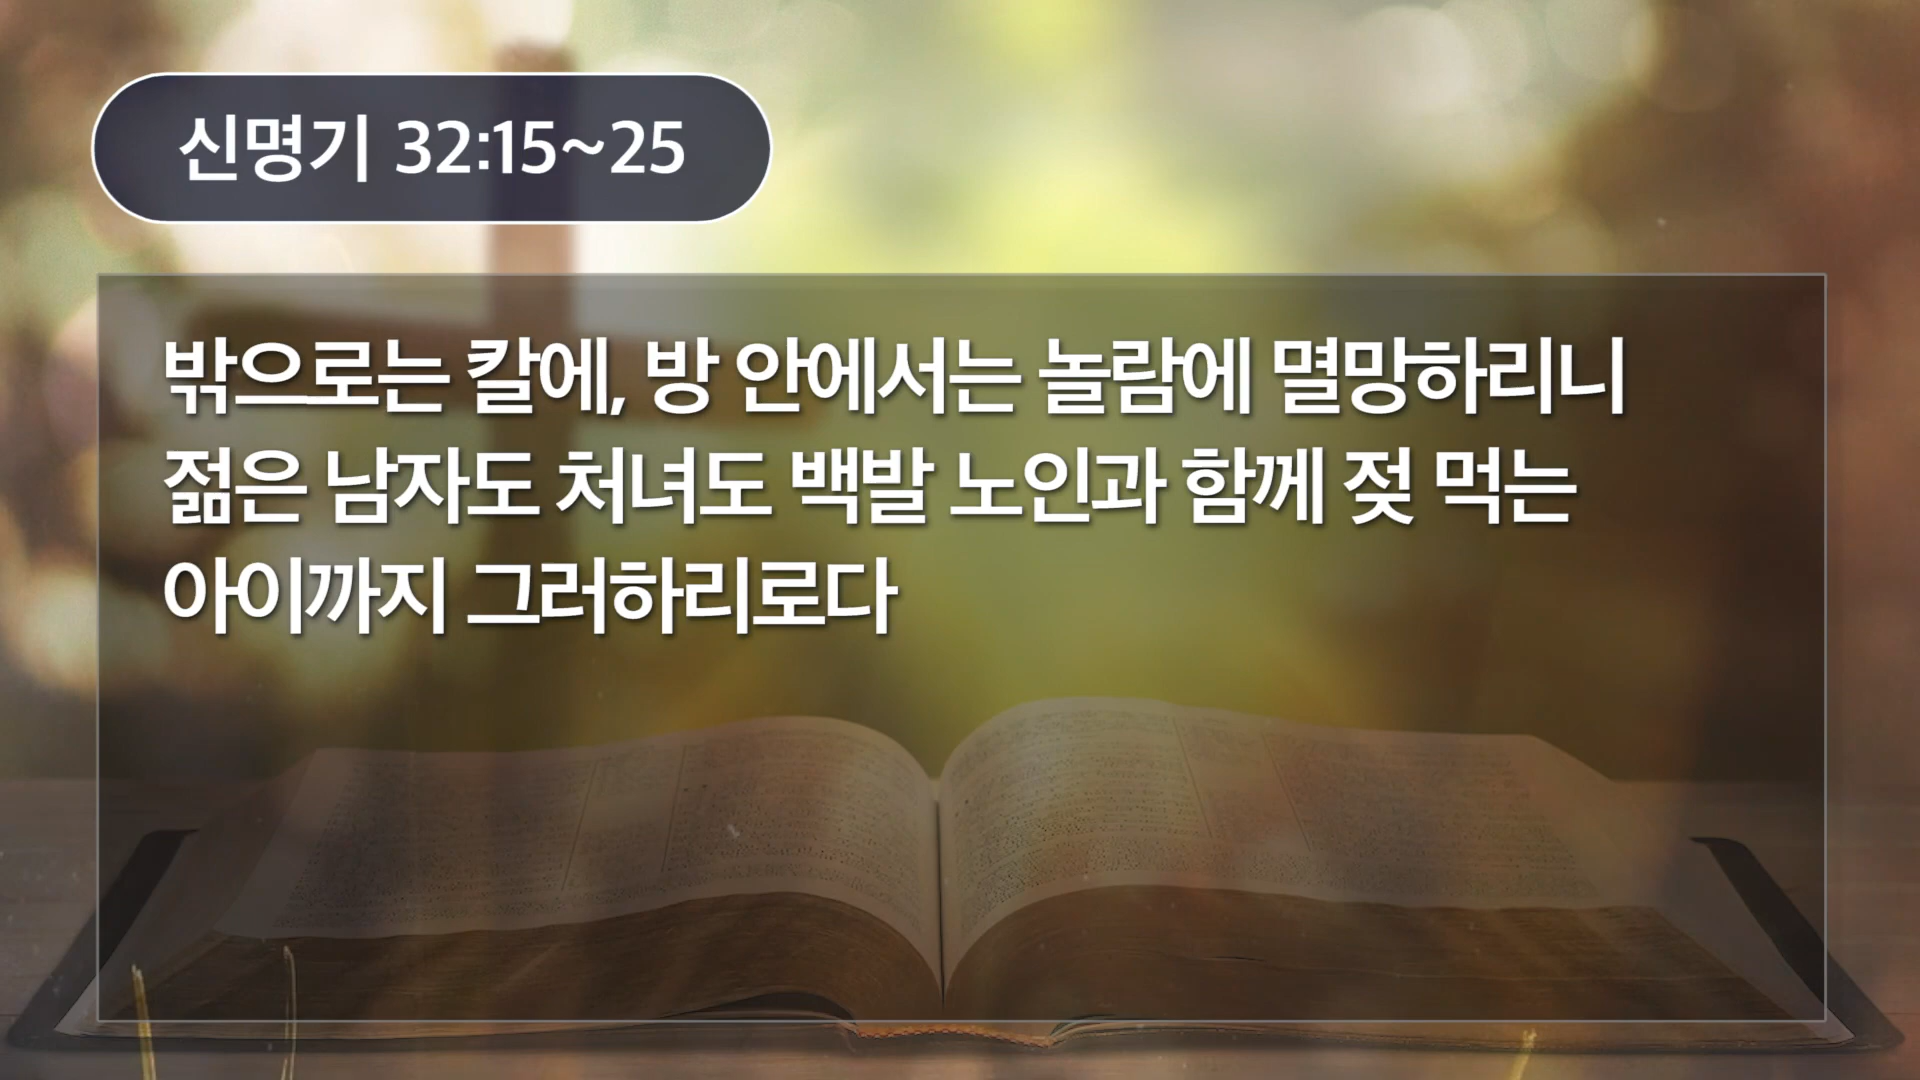 신명기 32:15~25
밖으로는 칼에, 방 안에서는 놀람에 멸망하리니
젊은 남자도 처녀도 백발 노인과 함께 젖 먹는
아이까지 그러하리로다